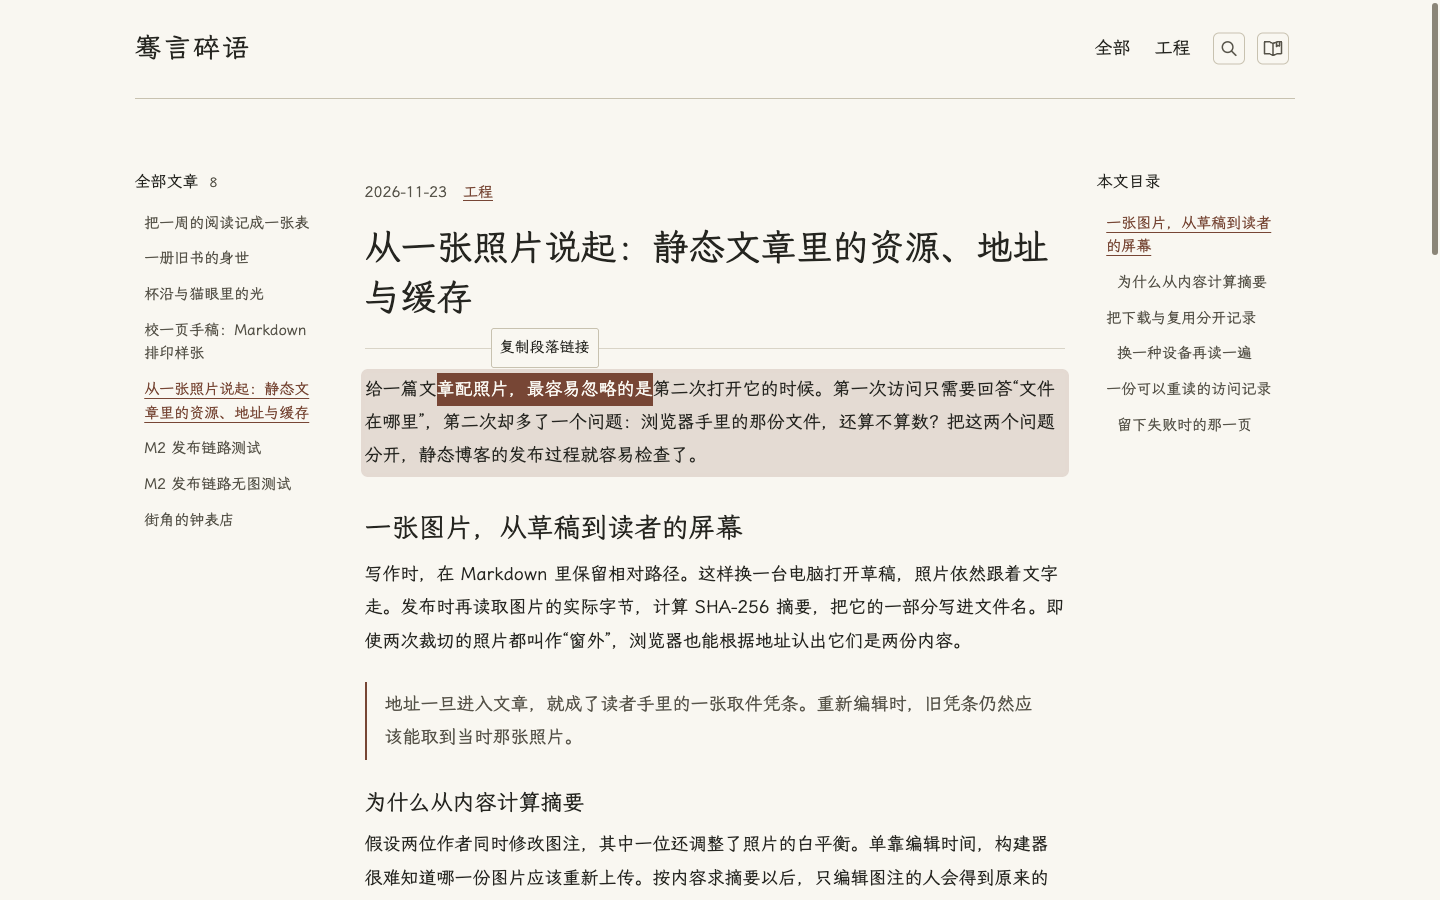 骞言碎语
全部 工程
全部文章 8
把一周的阅读记成一张表
一册旧书的身世
杯沿与猫眼里的光
校一页手稿：Markdown
排印样张
从一张照片说起：静态文
章里的资源、地址与缓存
M2 发布链路测试
M2 发布链路无图测试
街角的钟表店
2026-11-23 工程
从一张照片说起：静态文章里的资源、地址
与缓存
复制段落链接
给一篇文章配照片，最容易忽略的是第二次打开它的时候。第一次访问只需要回答“文件
在哪里”，第二次却多了一个问题：浏览器手里的那份文件，还算不算数？把这两个问题
分开，静态博客的发布过程就容易检查了。
一张图片，从草稿到读者的屏幕
写作时，在 Markdown 里保留相对路径。这样换一台电脑打开草稿，照片依然跟着文字
走。发布时再读取图片的实际字节，计算 SHA-256 摘要，把它的一部分写进文件名。即
使两次裁切的照片都叫作“窗外”，浏览器也能根据地址认出它们是两份内容。
地址一旦进入文章，就成了读者手里的一张取件凭条。重新编辑时，旧凭条仍然应
该能取到当时那张照片。
为什么从内容计算摘要
假设两位作者同时修改图注，其中一位还调整了照片的白平衡。单靠编辑时间，构建器
很难知道哪一份图片应该重新上传。按内容求摘要以后，只编辑图注的人会得到原来的
本文目录
一张图片，从草稿到读者
的屏幕
为什么从内容计算摘要
把下载与复用分开记录
换一种设备再读一遍
一份可以重读的访问记录
留下失败时的那一页